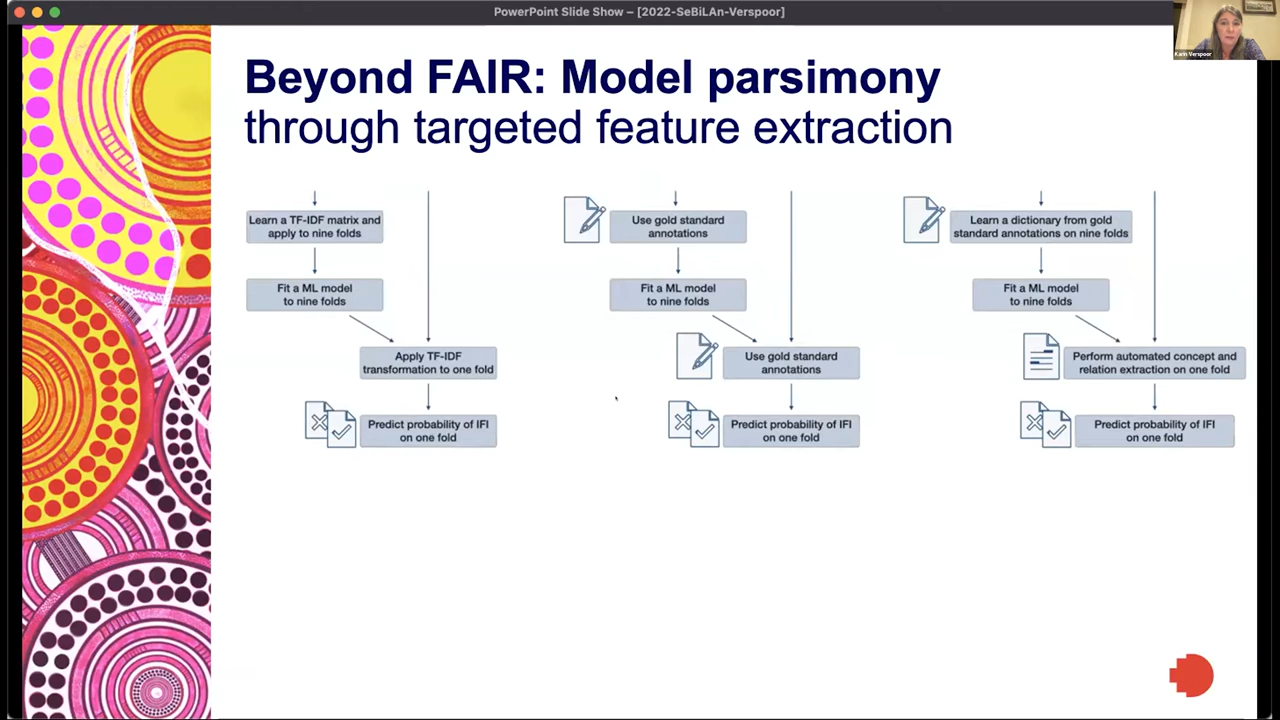 PowerPoint Slide Show – [2022-SeBiLAn-Verspoor]
Karin Verspoor
Beyond FAIR: Model parsimony
through targeted feature extraction
Learn a TF-IDF matrix and
apply to nine folds
Fit a ML model
to nine folds
Apply TF-IDF
transformation to one fold
Predict probability of IFI
on one fold
Use gold standard
annotations
Fit a ML model
to nine folds
Use gold standard
annotations
Predict probability of IFI
on one fold
Learn a dictionary from gold
standard annotations on nine folds
Fit a ML model
to nine folds
Perform automated concept and
relation extraction on one fold
Predict probability of IFI
on one fold